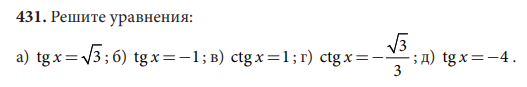 431. Решите уравнения:
а) tg x = √3; б) tg x = −1; в) ctg x = 1; г) ctg x = −√3/3; д) tg x = −4.